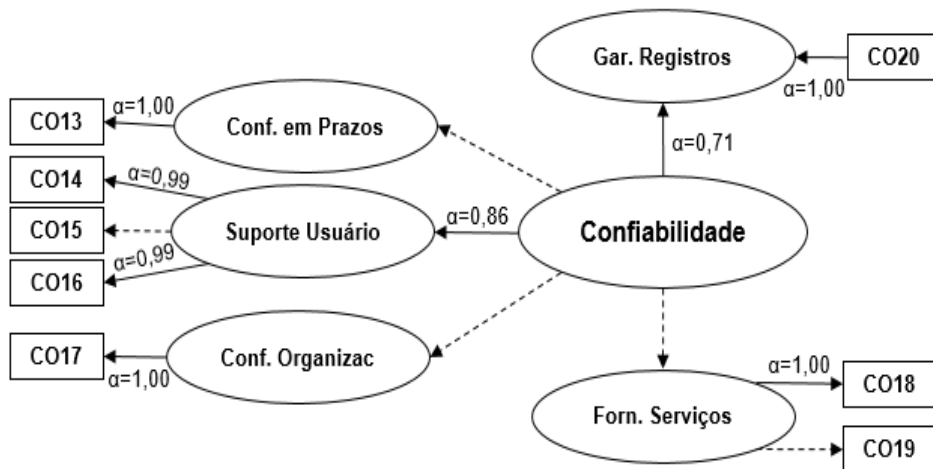 Gar. Registros
CO20
α=1,00
α=0,71
CO13
α=1,00
Conf. em Prazos
CO14
α=0,99
CO15
Suporte Usuário
α=0,86
Confiabilidade
CO16
α=0,99
CO17
α=1,00
Conf. Organizac
Forn. Serviços
α=1,00
CO18
CO19